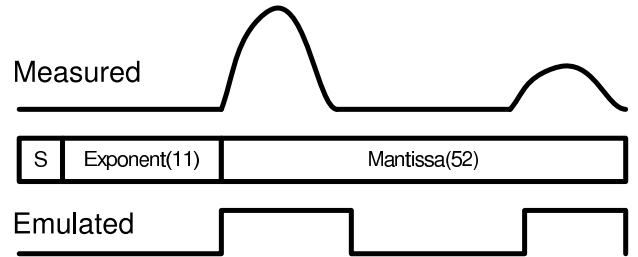 Measured
S Exponent(11) Mantissa(52)
Emulated